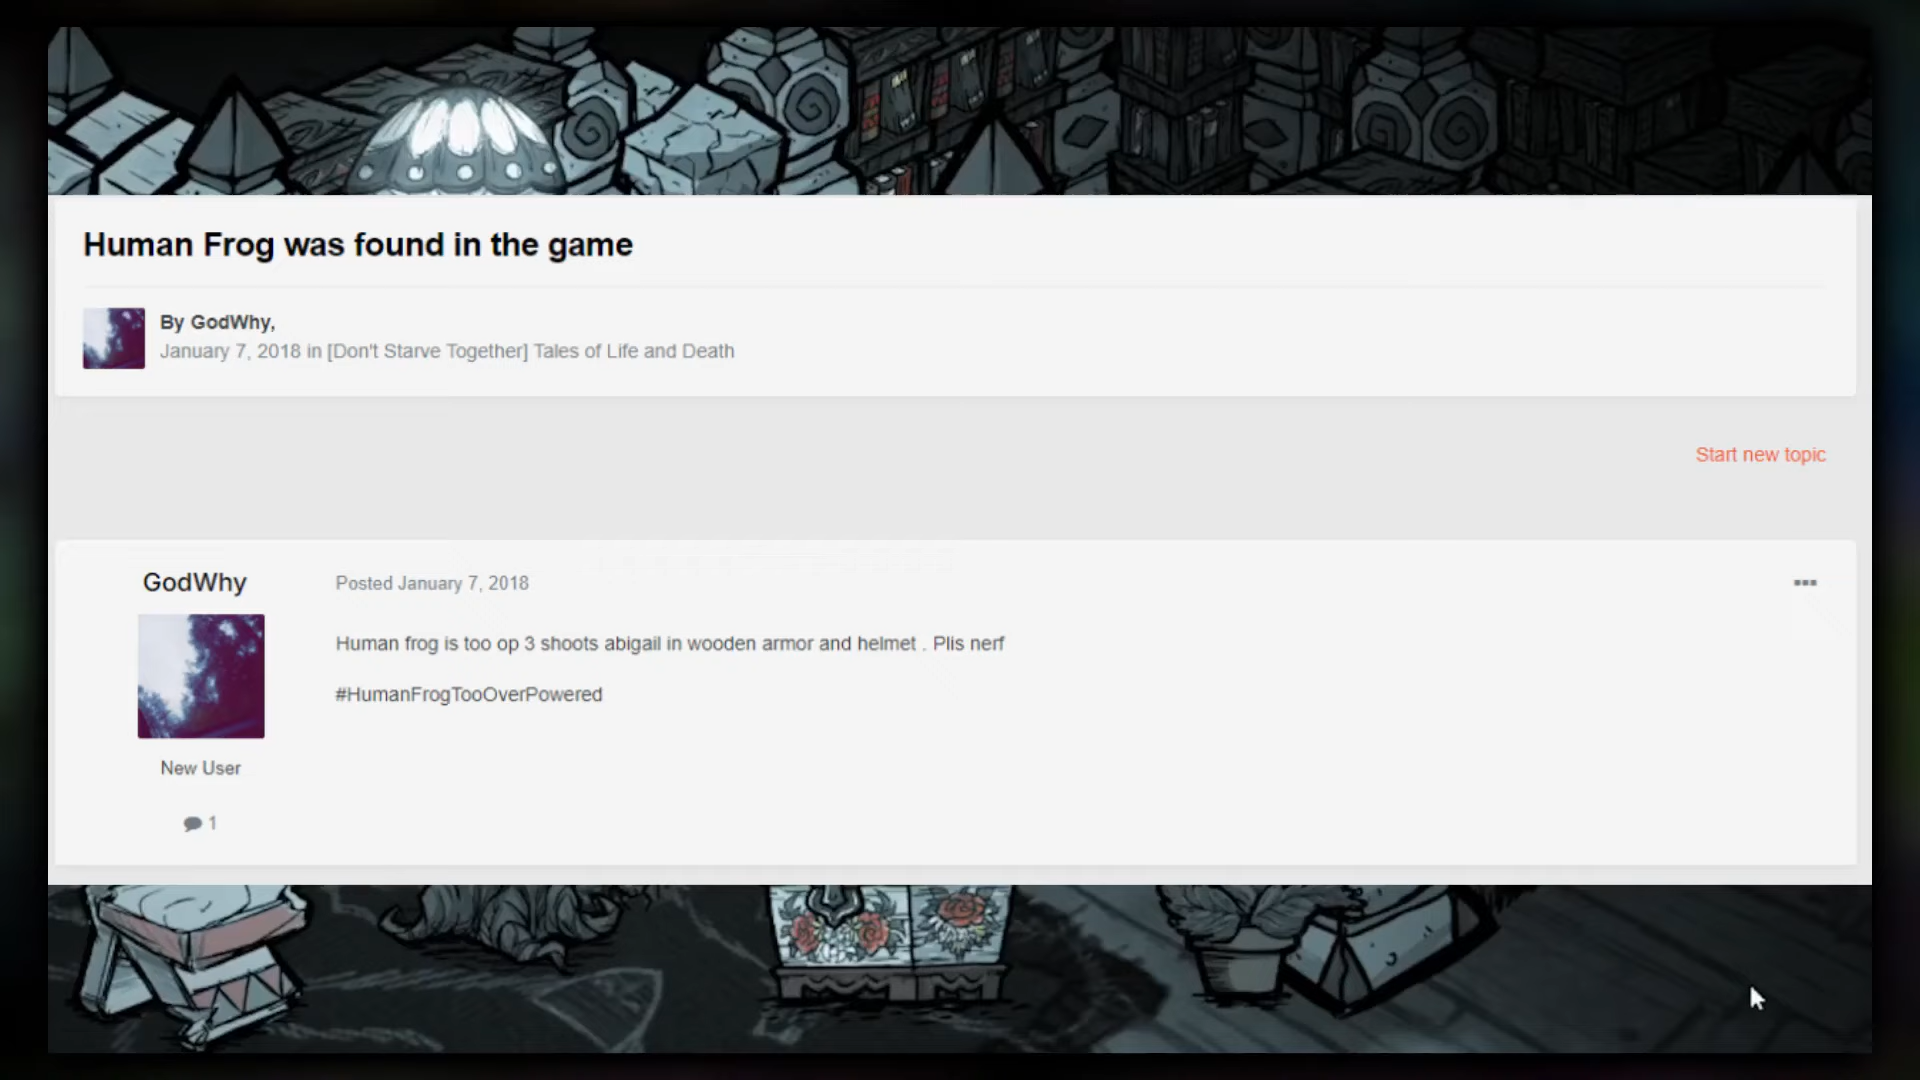 Human Frog was found in the game
By GodWhy,
January 7, 2018 in [Don't Starve Together] Tales of Life and Death
Start new topic
GodWhy
Posted January 7, 2018
Human frog is too op 3 shoots abigail in wooden armor and helmet . Plis nerf
#HumanFrogTooOverPowered
New User
1